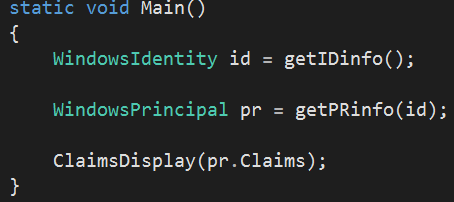 static void Main()
{
WindowsIdentity id = getIDinfo();
WindowsPrincipal pr = getPRinfo(id);
ClaimsDisplay(pr.Claims);
}